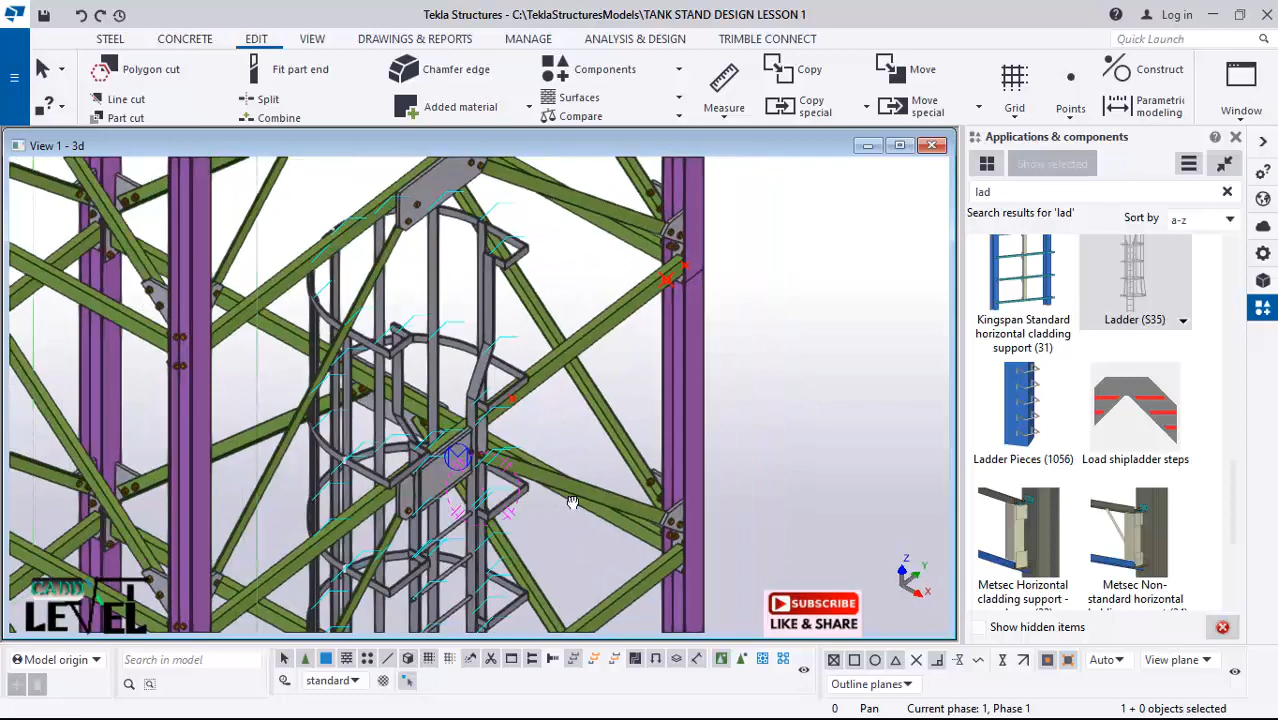 Tekla Structures - C:\TeklaStructuresModels\TANK STAND DESIGN LESSON 1
Log in
STEEL CONCRETE EDIT VIEW DRAWINGS & REPORTS MANAGE ANALYSIS & DESIGN TRIMBLE CONNECT Quick Launch
Polygon cut Fit part end Chamfer edge Components Copy Move Construct
Line cut Split Added material Surfaces Measure Copy special Move special Grid Points Parametric modeling Window
Part cut Combine Compare
View 1 - 3d
Applications & components
Show selected
lad
Search results for 'lad' Sort by a-z
Kingspan Standard
horizontal cladding
support (31)
Ladder (S35)
Ladder Pieces (1056)
Load shipladder steps
Metsec Horizontal
cladding support -
Metsec Non-
standard horizontal
Show hidden items
Z
Y
X
CADD
LEVEL
SUBSCRIBE
LIKE & SHARE
Model origin Search in model Auto View plane
standard Outline planes
0 Pan Current phase: 1, Phase 1 1 + 0 objects selected